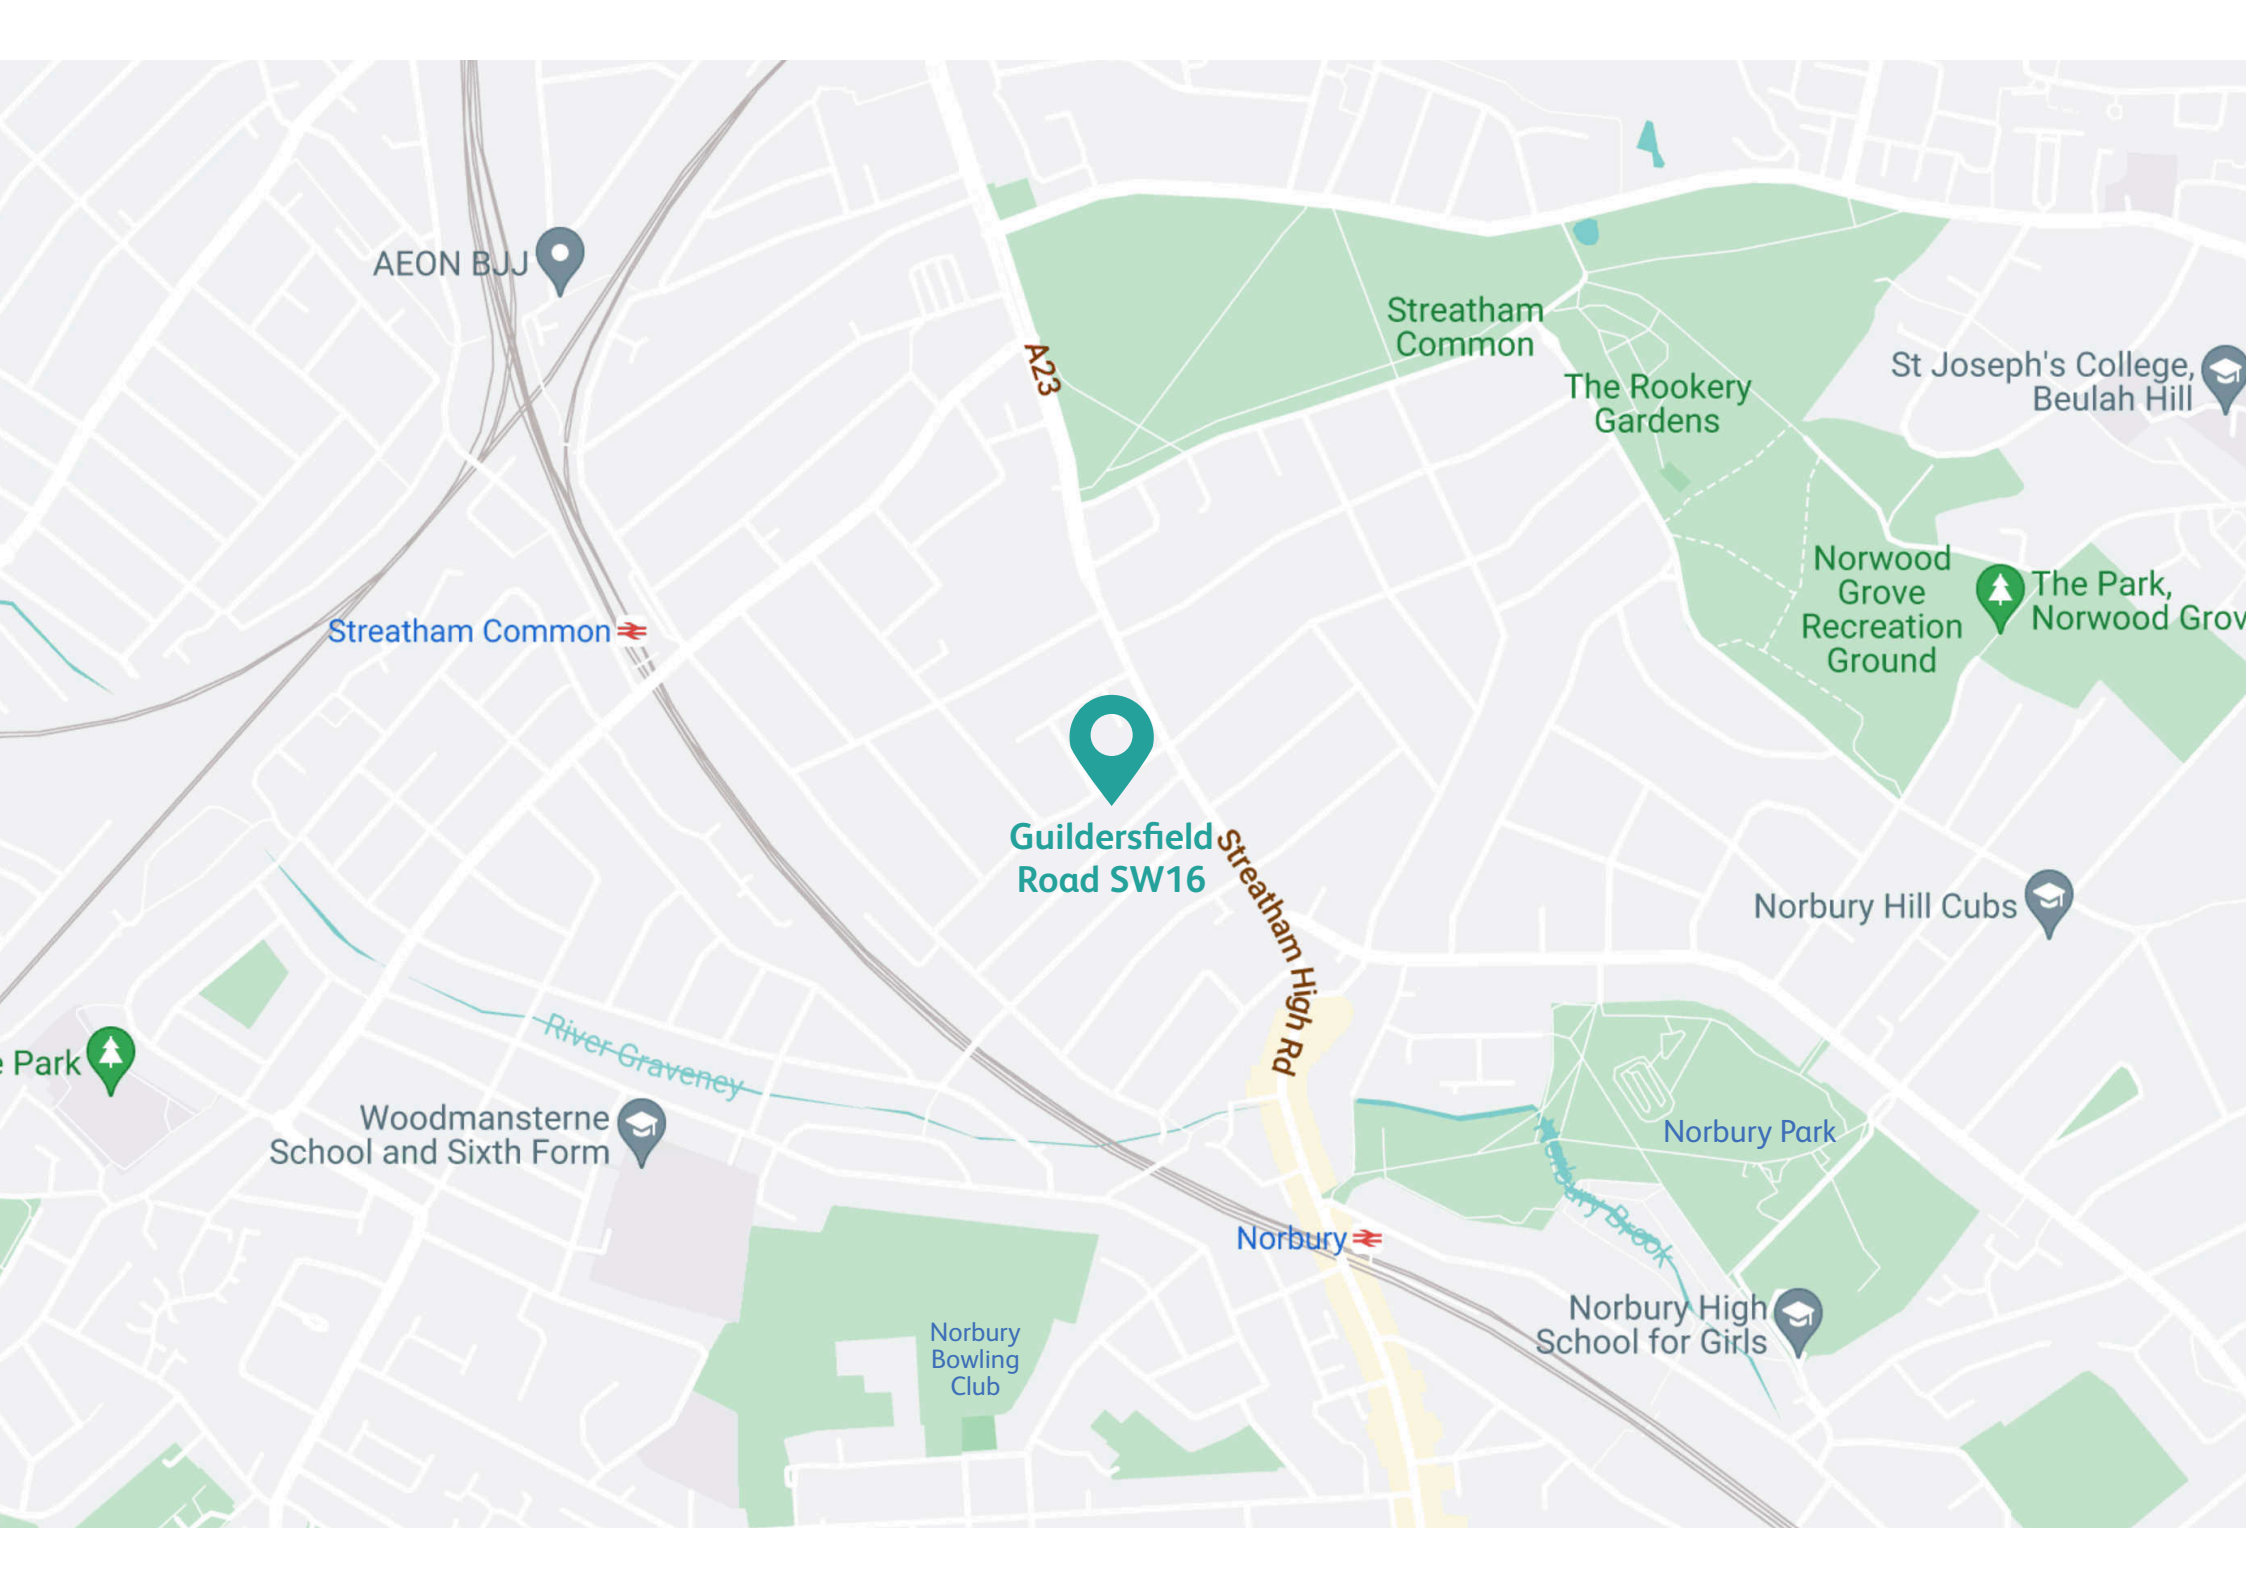 AEON BJJ
A23
Streatham
Common
The Rookery
Gardens
St Joseph's College,
Beulah Hill
Norwood
Grove
Recreation
Ground
The Park,
Norwood Grov
Streatham Common
Guildersfield
Road SW16
Streatham High Rd
Norbury Hill Cubs
River Graveney
Park
Woodmansterne
School and Sixth Form
Norbury Park
Norbury Brook
Norbury
Norbury High
School for Girls
Norbury
Bowling
Club